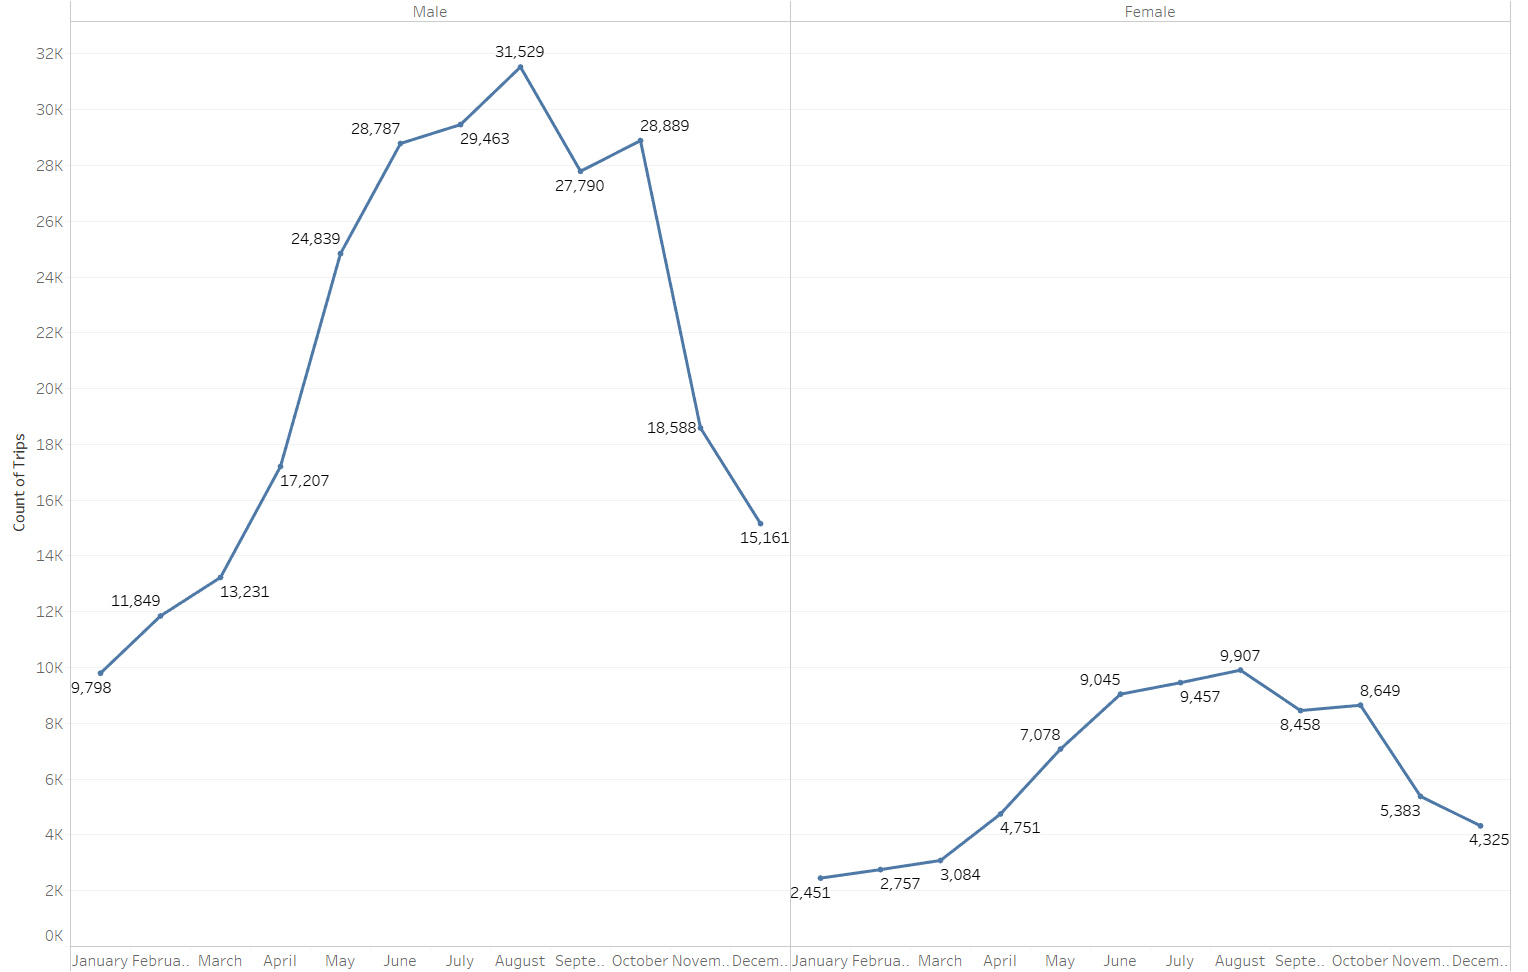 Male
Female
Count of Trips
32K
30K
28K
26K
24K
22K
20K
18K
16K
14K
12K
10K
8K
6K
4K
2K
0K
9,798
11,849
13,231
17,207
24,839
28,787
29,463
31,529
27,790
28,889
18,588
15,161
2,451
2,757
3,084
4,751
7,078
9,045
9,457
9,907
8,458
8,649
5,383
4,325
January Februa.. March April May June July August Septe.. October Novem.. Decem.. January Februa.. March April May June July August Septe.. October Novem.. Decem..